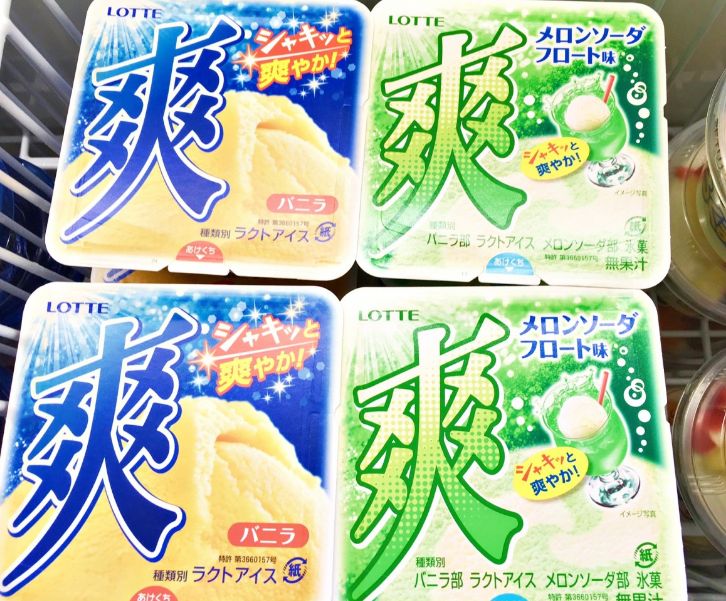 LOTTE
爽
シャキッと
爽やか!
バニラ
特許 第3660157号
種類別 ラクトアイス 紙
あけくち
LOTTE
爽
メロンソーダ
フロート味
シャキッと
爽やか!
イメージ写真
紙
種類別
バニラ部 ラクトアイス メロンソーダ部 氷菓
特許 第3660157号 無果汁
あけくち
LOTTE
爽
シャキッと
爽やか!
バニラ
特許 第3660157号
種類別 ラクトアイス 紙
あけくち
LOTTE
爽
メロンソーダ
フロート味
シャキッと
爽やか!
イメージ写真
紙
種類別
バニラ部 ラクトアイス メロンソーダ部 氷菓
特許 第3660157号 無果汁